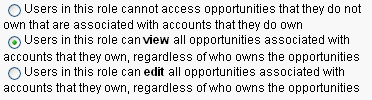 Users in this role cannot access opportunities that they do not
own that are associated with accounts that they do own
Users in this role can view all opportunities associated with
accounts that they own, regardless of who owns the opportunities
Users in this role can edit all opportunities associated with
accounts that they own, regardless of who owns the opportunities